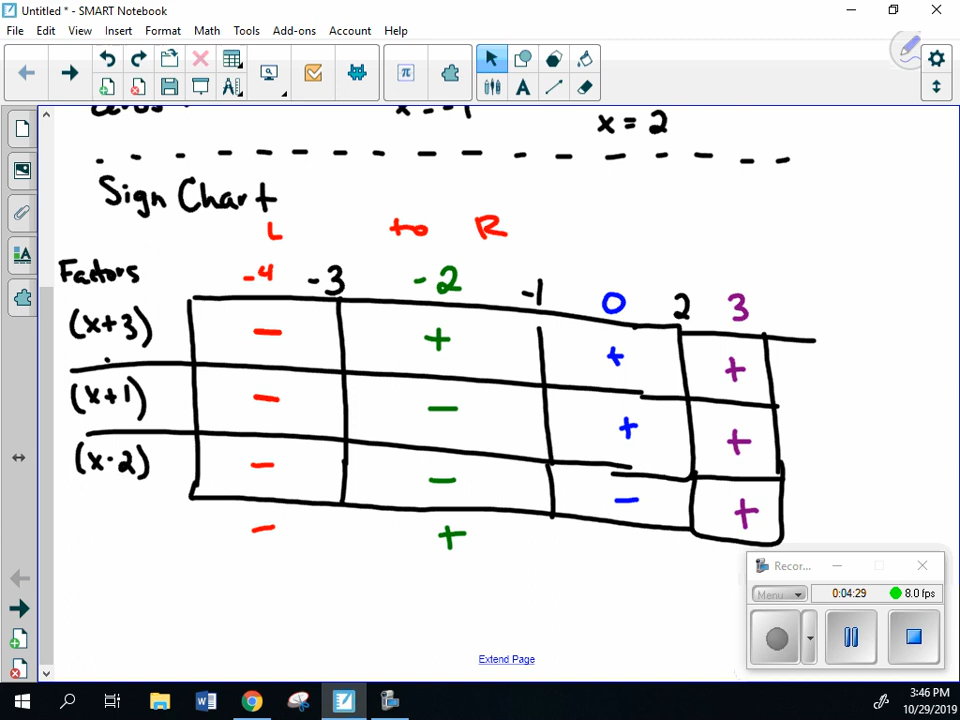 Untitled * - SMART Notebook
File Edit View Insert Format Math Tools Add-ons Account Help
π
A
x = -1
x = 2
Sign Chart
L to R
Factors -4 -3 -2 -1 0 2 3
(x+3) - + + +
(x+1) - - + +
(x-2) - - - +
- +
Recor...
Menu
0:04:29
8.0 fps
Extend Page
3:46 PM
10/29/2019